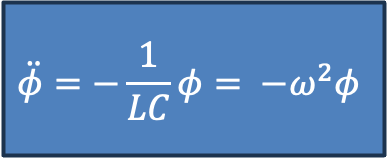 ϕ̈ = − 1/LC ϕ = −ω²ϕ